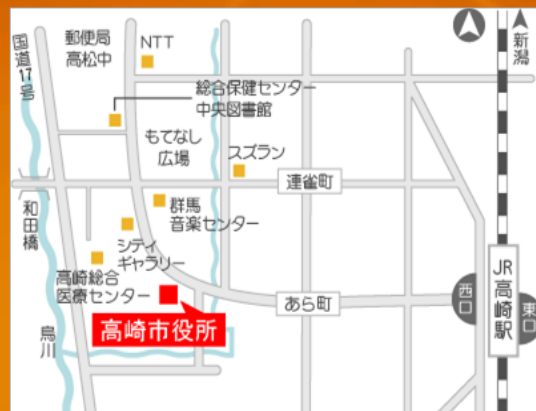 国道17号
郵便局
高松中
NTT
新潟
総合保健センター
中央図書館
もてなし
広場
スズラン
連雀町
和田橋
群馬
音楽センター
シティ
ギャラリー
高崎総合
医療センター
あら町
西口
JR高崎駅
東口
烏川
高崎市役所